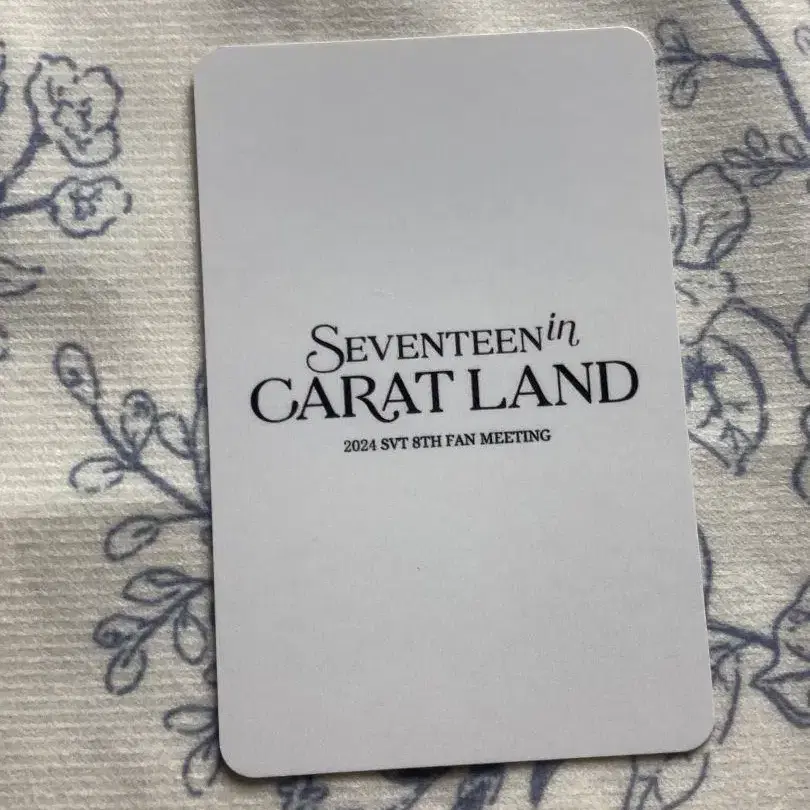 SEVENTEEN in
CARAT LAND
2024 SVT 8TH FAN MEETING